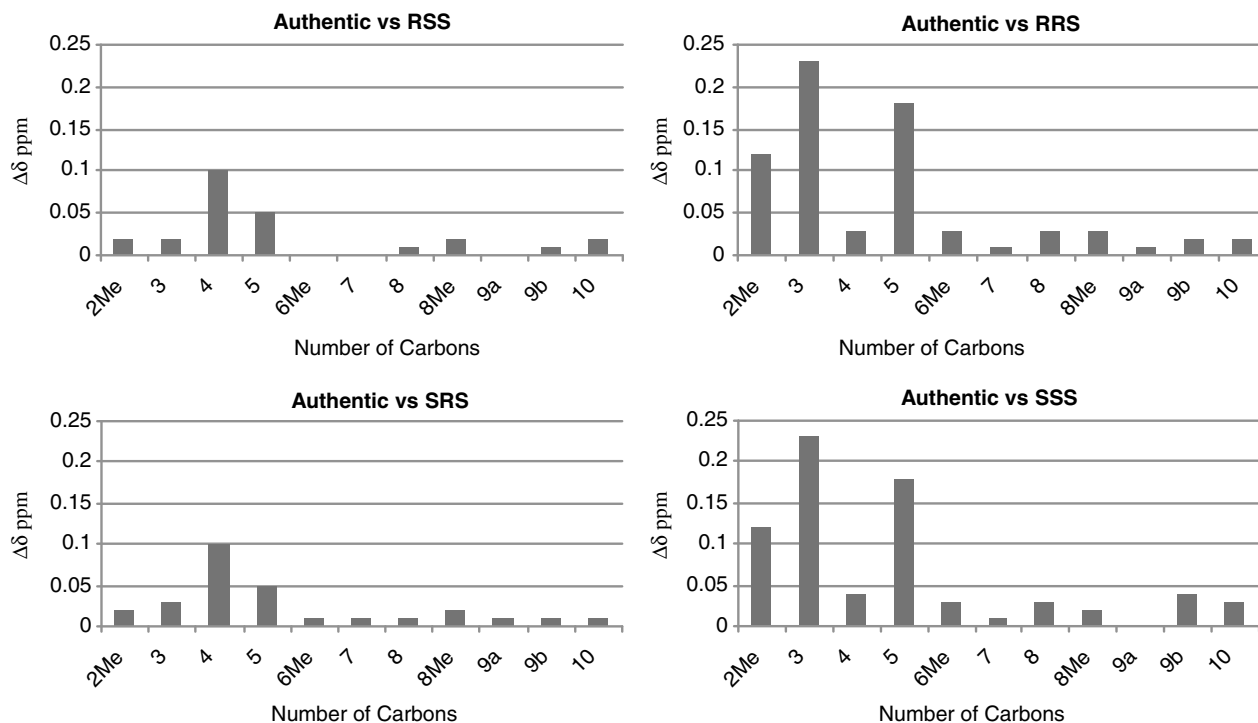 Authentic vs RSS
0.25
0.2
0.15
0.1
0.05
0
Δδ ppm
2Me 3 4 5 6Me 7 8 8Me 9a 9b 10
Number of Carbons
Authentic vs RRS
0.25
0.2
0.15
0.1
0.05
0
Δδ ppm
2Me 3 4 5 6Me 7 8 8Me 9a 9b 10
Number of Carbons
Authentic vs SRS
0.25
0.2
0.15
0.1
0.05
0
Δδ ppm
2Me 3 4 5 6Me 7 8 8Me 9a 9b 10
Number of Carbons
Authentic vs SSS
0.25
0.2
0.15
0.1
0.05
0
Δδ ppm
2Me 3 4 5 6Me 7 8 8Me 9a 9b 10
Number of Carbons